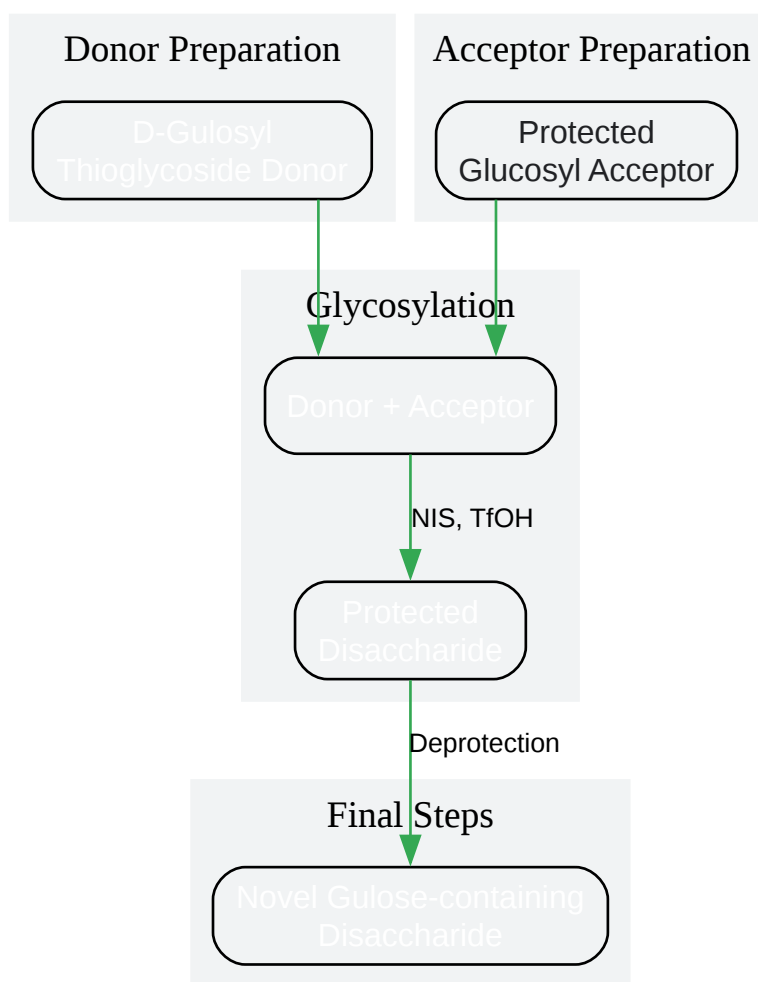 Donor Preparation
Acceptor Preparation
D-Gulosyl
Thioglycoside Donor
Protected
Glucosyl Acceptor
Glycosylation
Donor + Acceptor
NIS, TfOH
Protected
Disaccharide
Deprotection
Final Steps
Novel Gulose-containing
Disaccharide